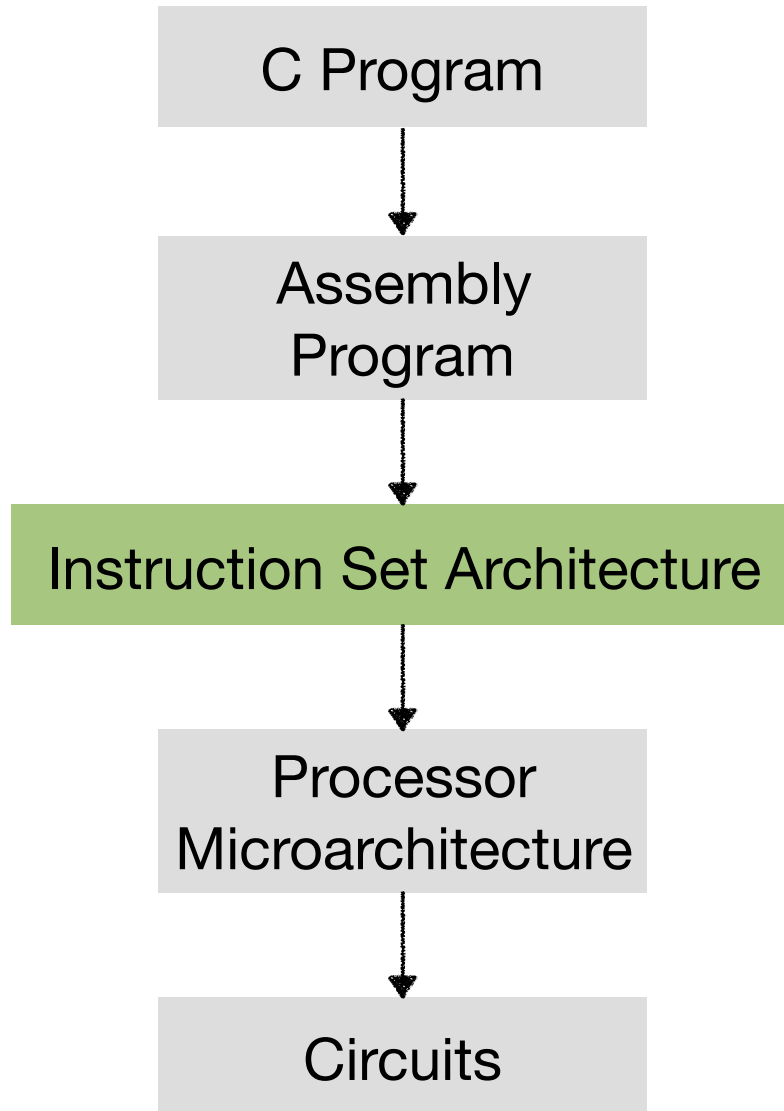 C Program
Assembly
Program
Instruction Set Architecture
Processor
Microarchitecture
Circuits